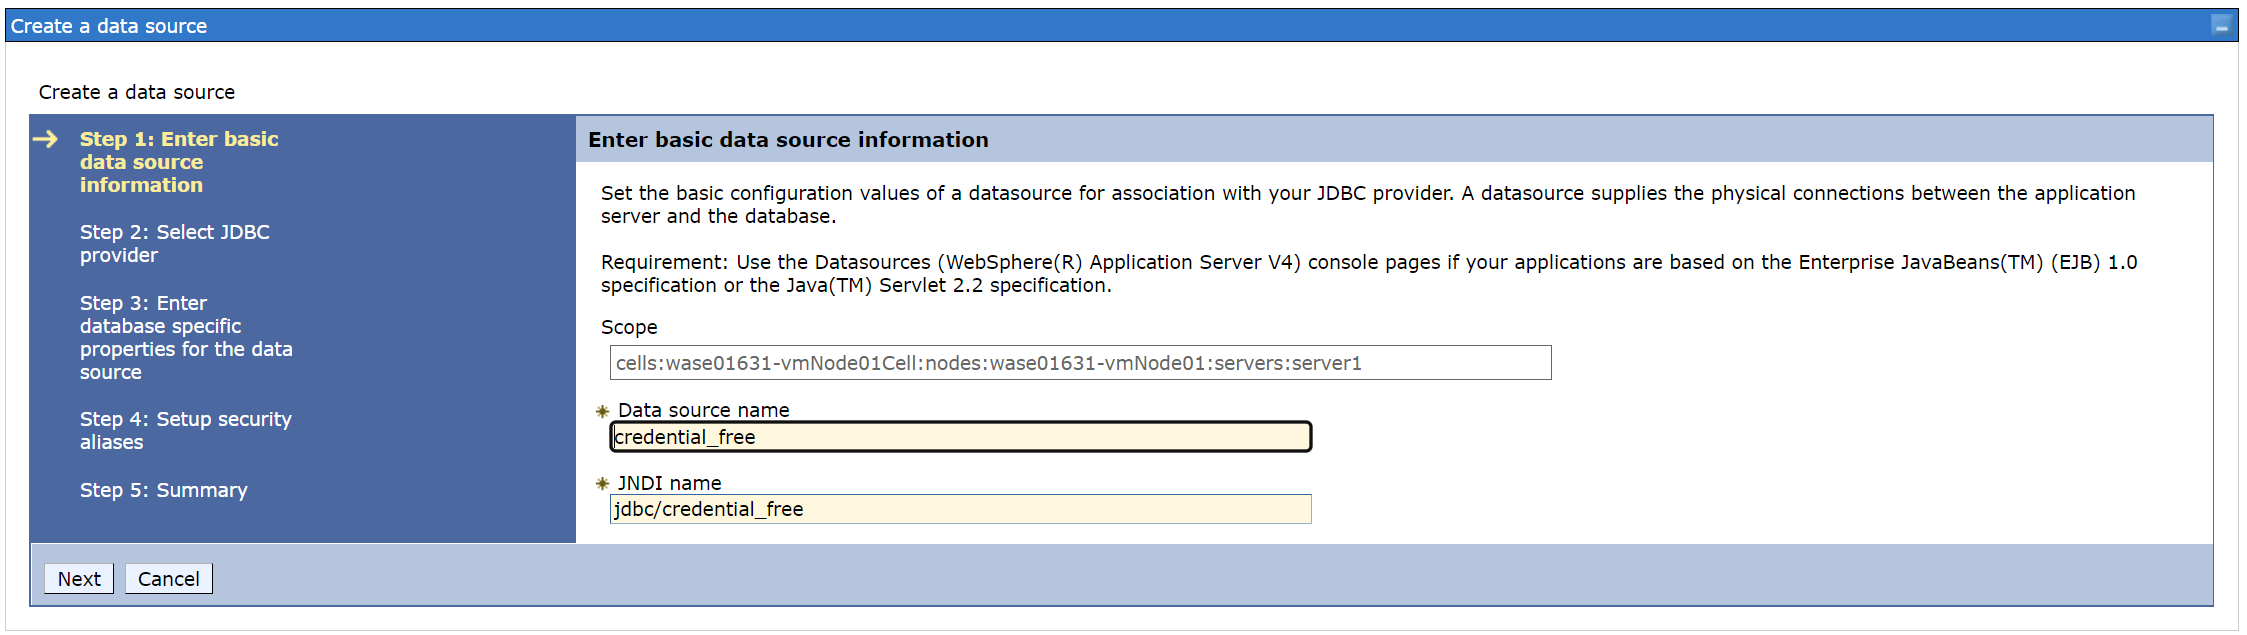 Create a data source
Create a data source
Step 1: Enter basic
data source
information
Step 2: Select JDBC
provider
Step 3: Enter
database specific
properties for the data
source
Step 4: Setup security
aliases
Step 5: Summary
Enter basic data source information
Set the basic configuration values of a datasource for association with your JDBC provider. A datasource supplies the physical connections between the application
server and the database.
Requirement: Use the Datasources (WebSphere(R) Application Server V4) console pages if your applications are based on the Enterprise JavaBeans(TM) (EJB) 1.0
specification or the Java(TM) Servlet 2.2 specification.
Scope
cells:wase01631-vmNode01Cell:nodes:wase01631-vmNode01:servers:server1
Data source name
credential_free
JNDI name
jdbc/credential_free
Next Cancel